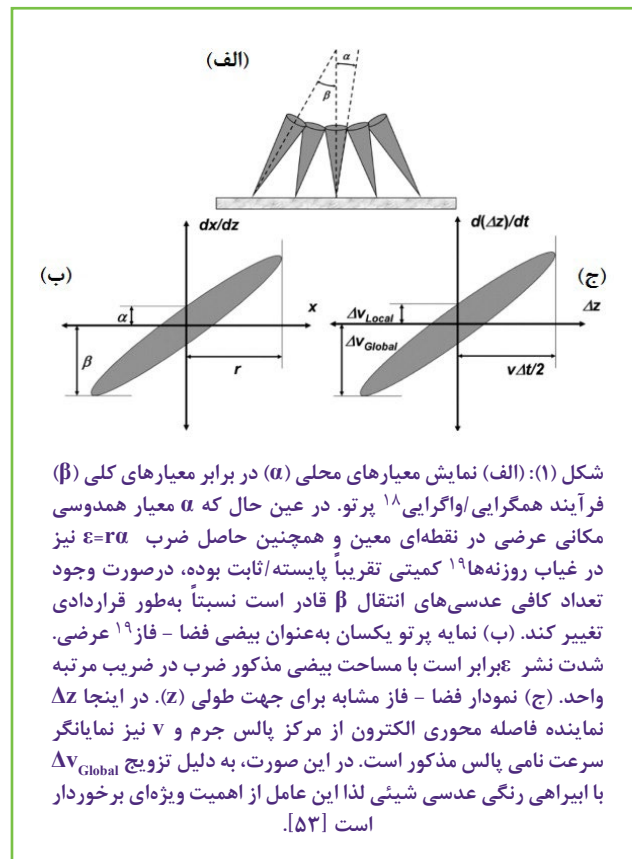 (الف)
α
β
dx/dz
d(Δz)/dt
(ب)
(ج)
α
x
Δv_Local
Δz
β
Δv_Global
r
vΔt/2
شکل (۱): (الف) نمایش معیارهای محلی (α) در برابر معیارهای کلی (β)
فرآیند همگرایی/واگرایی۱۸ پرتو. در عین حال که α معیار همدوسی
مکانی عرضی در نقطه‌ای معین و همچنین حاصل ضرب ε=rα نیز
در غیاب روزنه‌ها۱۹ کمیتی تقریباً پایسته/ثابت بوده، درصورت وجود
تعداد کافی عدسی‌های انتقال β قادر است نسبتاً به‌طور قراردادی
تغییر کند. (ب) نمایه پرتو یکسان به‌عنوان بیضی فضا – فاز۱۹ عرضی.
شدت نشر εبرابر است با مساحت بیضی مذکور ضرب در ضریب مرتبه
واحد. (ج) نمودار فضا – فاز مشابه برای جهت طولی (z). در اینجا Δz
نماینده فاصله محوری الکترون از مرکز پالس جرم و v نیز نمایانگر
سرعت نامی پالس مذکور است. در این صورت، به دلیل تزویج Δv_Global
با ابیراهی رنگی عدسی شیئی لذا این عامل از اهمیت ویژه‌ای برخوردار
است [۵۳].